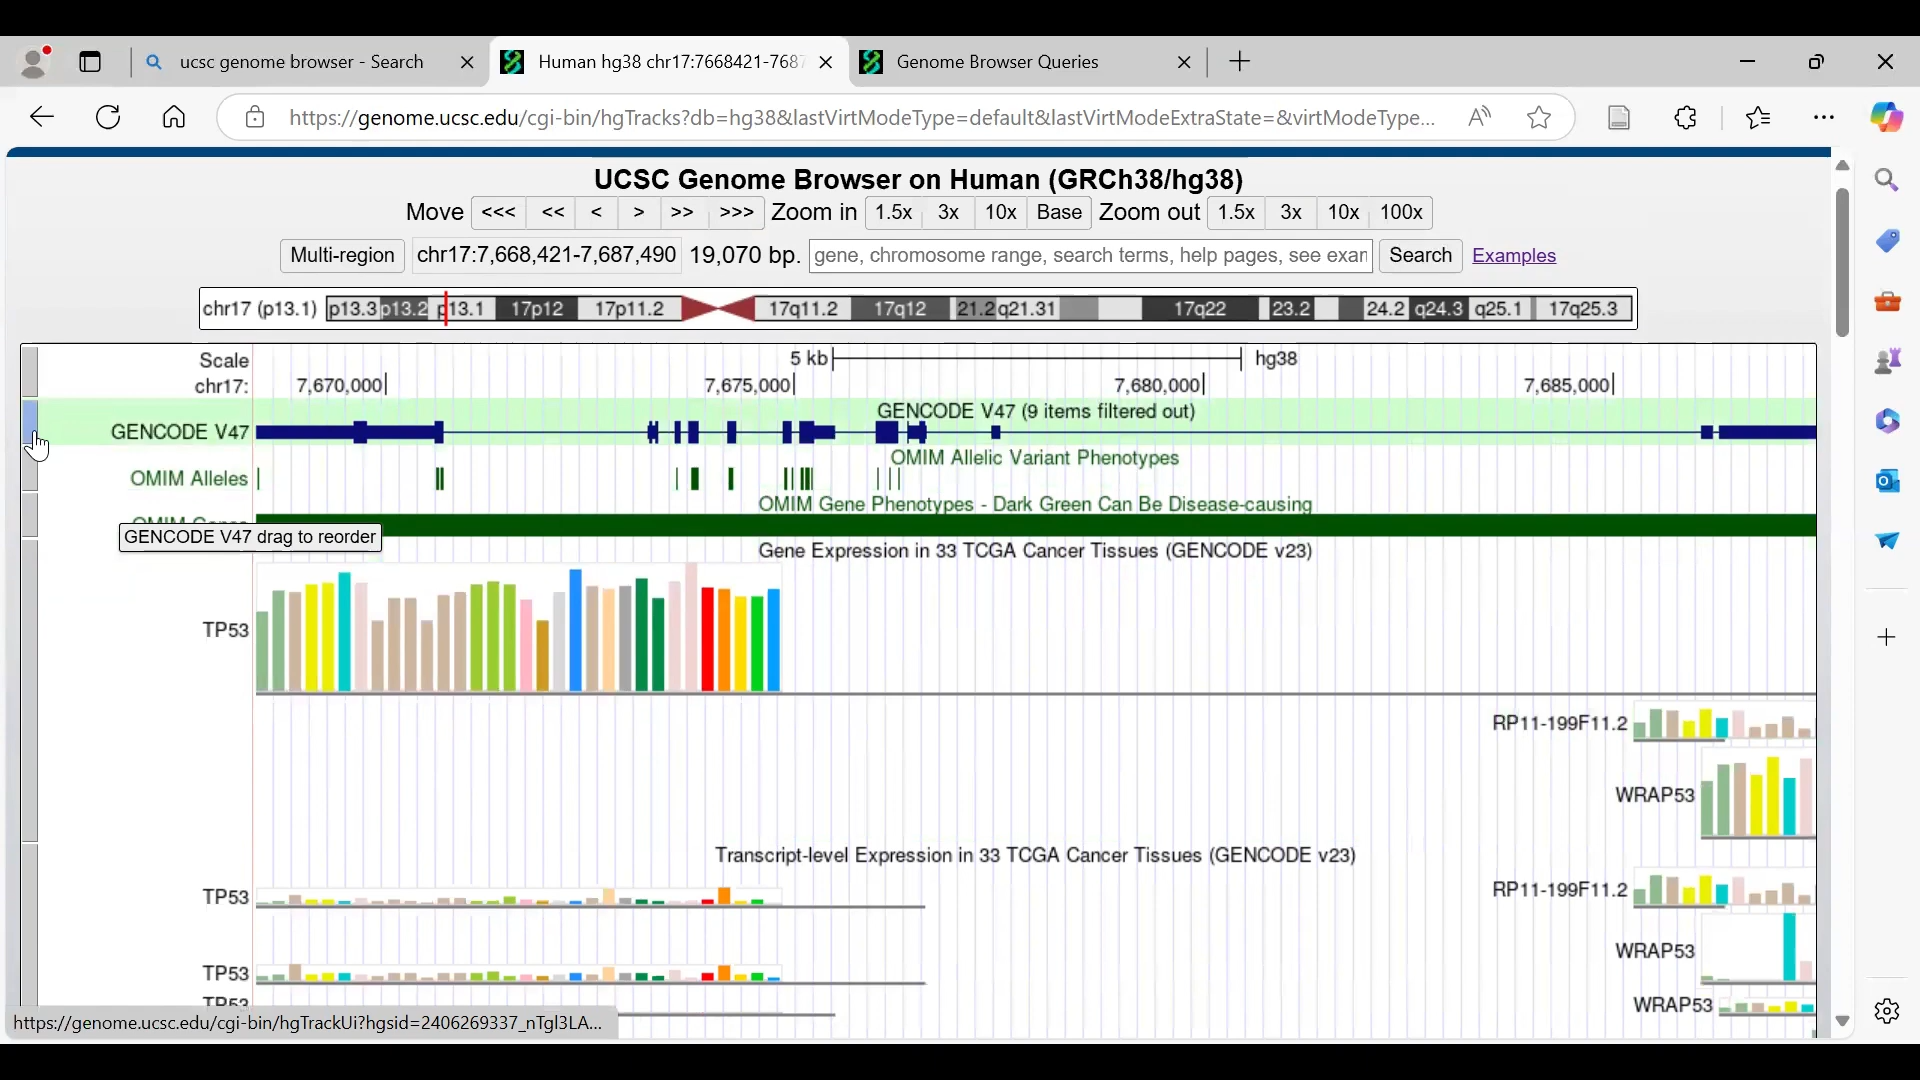 ucsc genome browser - Search
Human hg38 chr17:7668421-7687
Genome Browser Queries
https://genome.ucsc.edu/cgi-bin/hgTracks?db=hg38&lastVirtModeType=default&lastVirtModeExtraState=&virtModeType...
UCSC Genome Browser on Human (GRCh38/hg38)
Move <<< << < > >> >>> Zoom in 1.5x 3x 10x Base Zoom out 1.5x 3x 10x 100x
Multi-region chr17:7,668,421-7,687,490 19,070 bp. gene, chromosome range, search terms, help pages, see exam Search Examples
chr17 (p13.1) p13.3 p13.2 p13.1 17p12 17p11.2 17q11.2 17q12 21.2 q21.31 17q22 23.2 24.2 q24.3 q25.1 17q25.3
Scale 5 kb hg38
chr17: 7,670,000 7,675,000 7,680,000 7,685,000
GENCODE V47 (9 items filtered out)
GENCODE V47
OMIM Allelic Variant Phenotypes
OMIM Alleles
OMIM Gene Phenotypes - Dark Green Can Be Disease-causing
OMIM Genes
GENCODE V47 drag to reorder
Gene Expression in 33 TCGA Cancer Tissues (GENCODE v23)
TP53
RP11-199F11.2
WRAP53
Transcript-level Expression in 33 TCGA Cancer Tissues (GENCODE v23)
TP53
RP11-199F11.2
WRAP53
TP53
TP53
WRAP53
https://genome.ucsc.edu/cgi-bin/hgTrackUi?hgsid=2406269337_nTgl3LA...